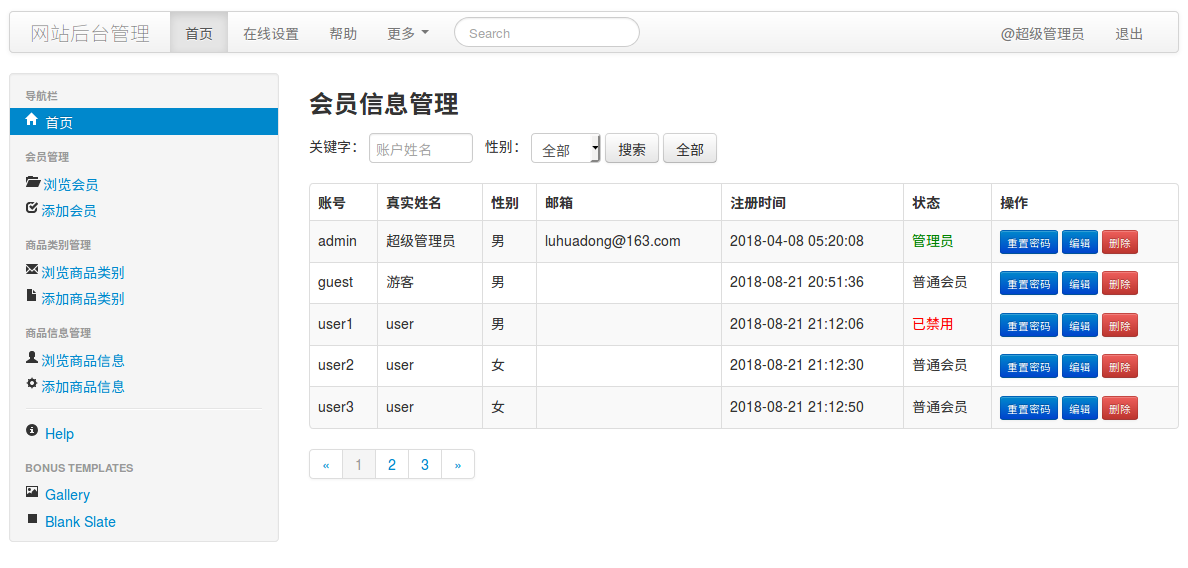 网站后台管理 首页 在线设置 帮助 更多 Search @超级管理员 退出
导航栏
首页
会员管理
浏览会员
添加会员
商品类别管理
浏览商品类别
添加商品类别
商品信息管理
浏览商品信息
添加商品信息
Help
BONUS TEMPLATES
Gallery
Blank Slate
会员信息管理
关键字: 账户姓名 性别: 全部 搜索 全部
账号 真实姓名 性别 邮箱 注册时间 状态 操作
admin 超级管理员 男 luhuadong@163.com 2018-04-08 05:20:08 管理员 重置密码 编辑 删除
guest 游客 男 2018-08-21 20:51:36 普通会员 重置密码 编辑 删除
user1 user 男 2018-08-21 21:12:06 已禁用 重置密码 编辑 删除
user2 user 女 2018-08-21 21:12:30 普通会员 重置密码 编辑 删除
user3 user 女 2018-08-21 21:12:50 普通会员 重置密码 编辑 删除
« 1 2 3 »